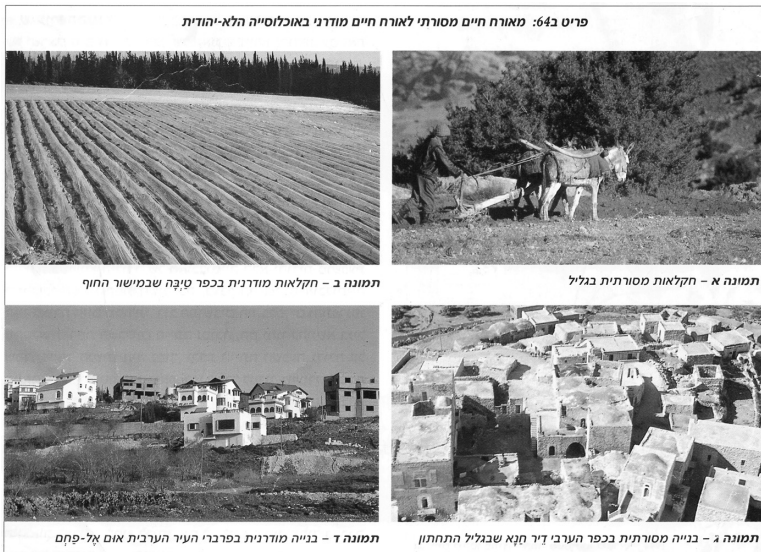 פריט ב64: מאורח חיים מסורתי לאורח חיים מודרני באוכלוסייה הלא-יהודית
תמונה א – חקלאות מסורתית בגליל
תמונה ב – חקלאות מודרנית בכפר טַיִבָּה שבמישור החוף
תמונה ג – בנייה מסורתית בכפר הערבי דֵיר חַנָא שבגליל התחתון
תמונה ד – בנייה מודרנית בפרברי העיר הערבית אוּם אֶל-פַחְם